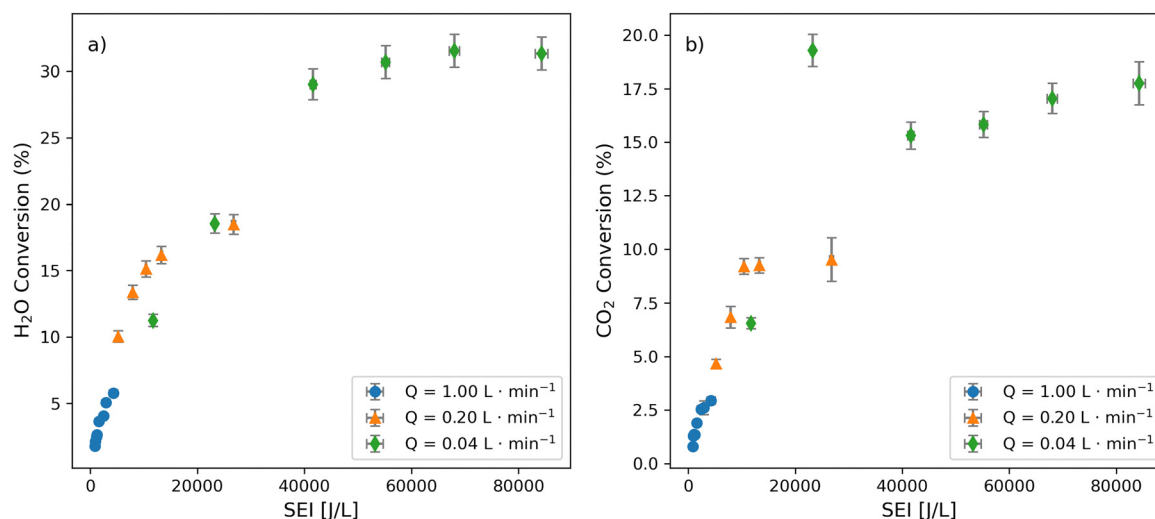 a)
H₂O Conversion (%)
30
25
20
15
10
5
0
20000
40000
60000
80000
SEI [J/L]
Q = 1.00 L · min⁻¹
Q = 0.20 L · min⁻¹
Q = 0.04 L · min⁻¹
b)
CO₂ Conversion (%)
20.0
17.5
15.0
12.5
10.0
7.5
5.0
2.5
0.0
0
20000
40000
60000
80000
SEI [J/L]
Q = 1.00 L · min⁻¹
Q = 0.20 L · min⁻¹
Q = 0.04 L · min⁻¹